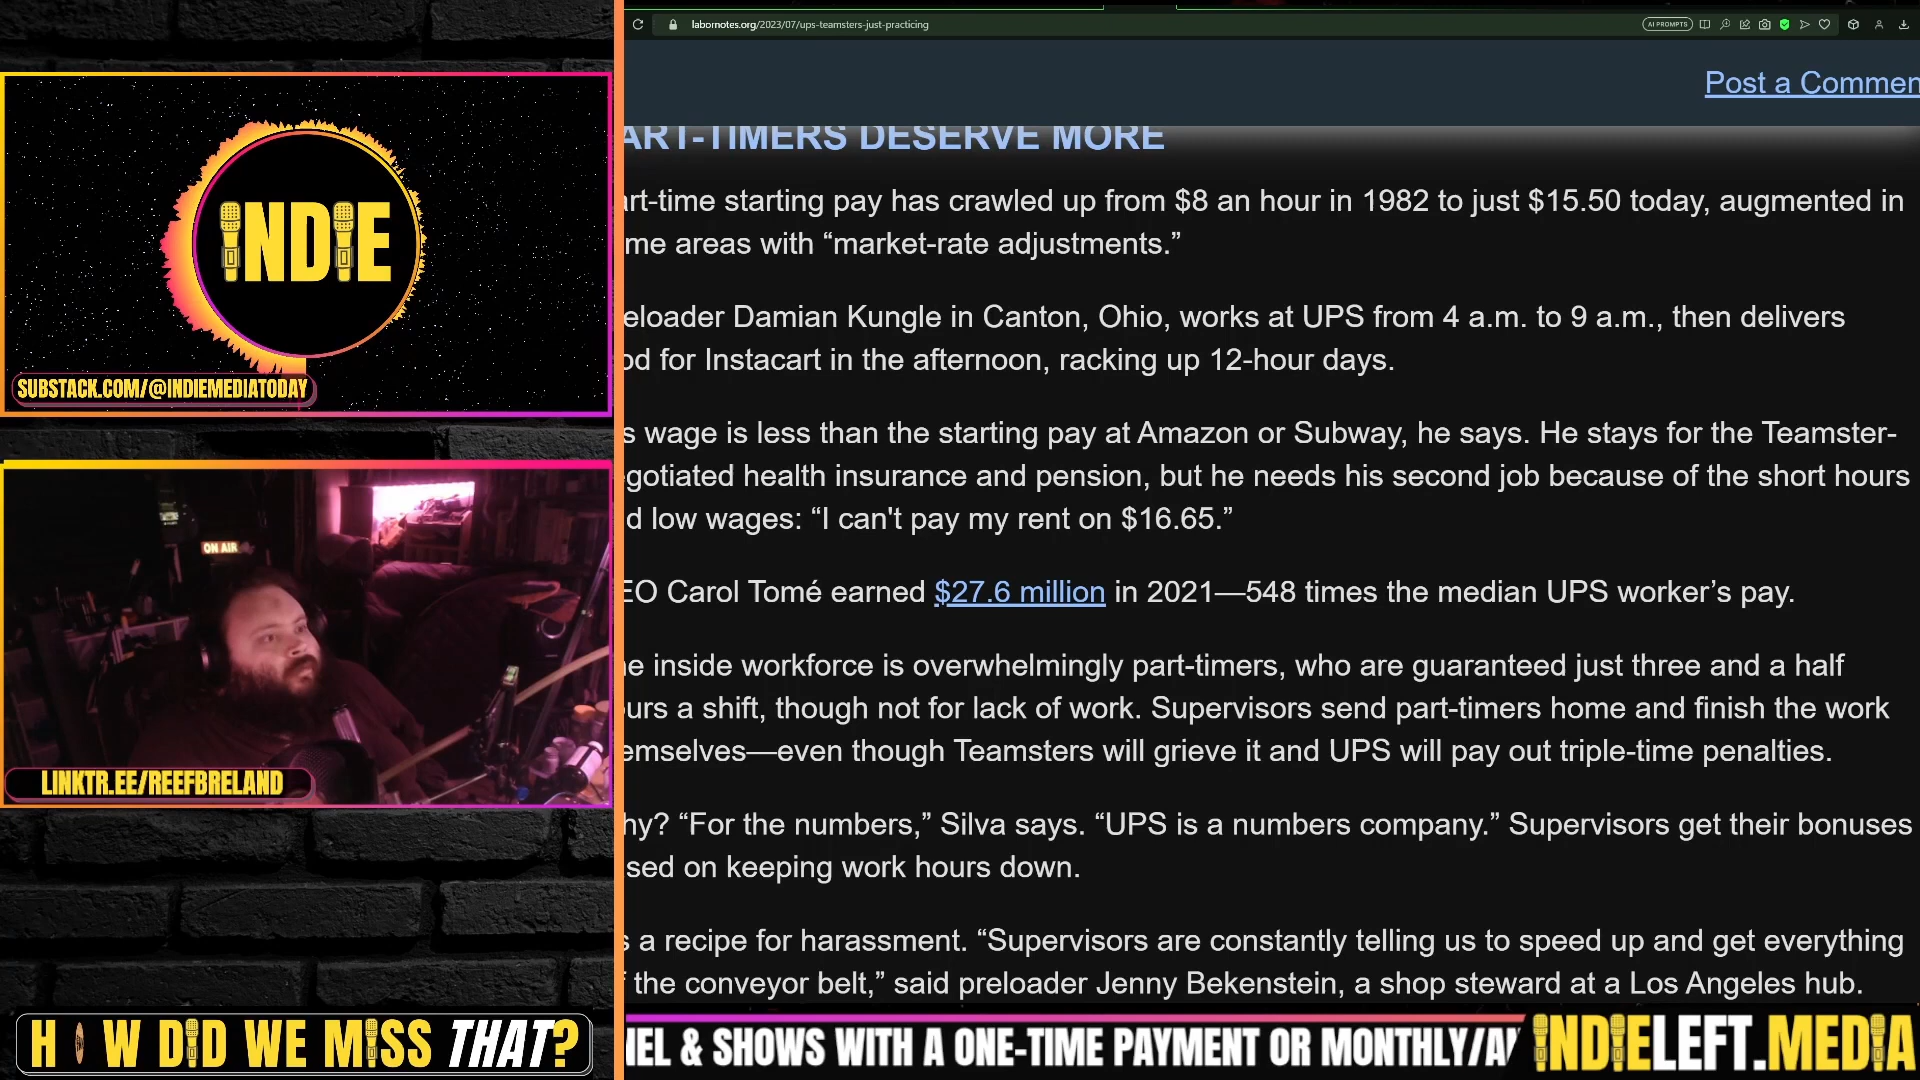 labornotes.org/2023/07/ups-teamsters-just-practicing
AI PROMPTS
Post a Commen
ART-TIMERS DESERVE MORE
art-time starting pay has crawled up from $8 an hour in 1982 to just $15.50 today, augmented in
me areas with “market-rate adjustments.”
eloader Damian Kungle in Canton, Ohio, works at UPS from 4 a.m. to 9 a.m., then delivers
od for Instacart in the afternoon, racking up 12-hour days.
s wage is less than the starting pay at Amazon or Subway, he says. He stays for the Teamster-
gotiated health insurance and pension, but he needs his second job because of the short hours
d low wages: “I can't pay my rent on $16.65.”
EO Carol Tomé earned $27.6 million in 2021—548 times the median UPS worker’s pay.
e inside workforce is overwhelmingly part-timers, who are guaranteed just three and a half
ours a shift, though not for lack of work. Supervisors send part-timers home and finish the work
emselves—even though Teamsters will grieve it and UPS will pay out triple-time penalties.
hy? “For the numbers,” Silva says. “UPS is a numbers company.” Supervisors get their bonuses
sed on keeping work hours down.
s a recipe for harassment. “Supervisors are constantly telling us to speed up and get everything
f the conveyor belt,” said preloader Jenny Bekenstein, a shop steward at a Los Angeles hub.
INDIE
SUBSTACK.COM/@INDIEMEDIATODAY
ON AIR
LINKTR.EE/REEFBRELAND
HOW DID WE MISS THAT?
NEL & SHOWS WITH A ONE-TIME PAYMENT OR MONTHLY/A
INDIELEFT.MEDIA